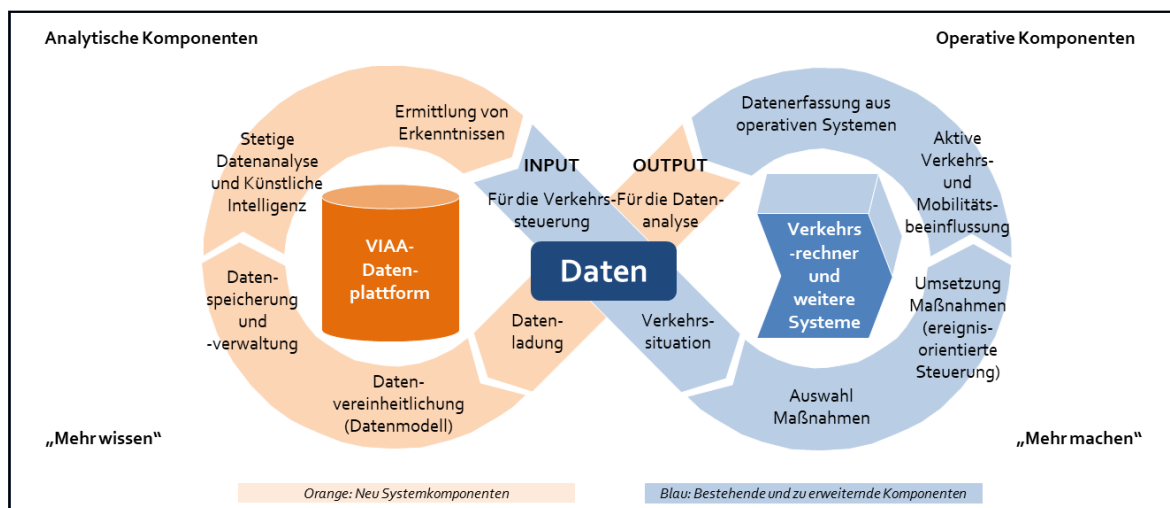 Analytische Komponenten
Operative Komponenten
Ermittlung von
Erkenntnissen
Stetige
Datenanalyse
und Künstliche
Intelligenz
Daten-
speicherung
und
-verwaltung
Daten-
vereinheitlichung
(Datenmodell)
Daten-
ladung
VIAA-
Daten-
plattform
INPUT
Für die Verkehrs-
steuerung
OUTPUT
Für die Daten-
analyse
Daten
Datenerfassung aus
operativen Systemen
Aktive
Verkehrs-
und
Mobilitäts-
beeinflussung
Umsetzung
Maßnahmen
(ereignis-
orientierte
Steuerung)
Auswahl
Maßnahmen
Verkehrs-
situation
Verkehrs
-rechner
und
weitere
Systeme
„Mehr wissen“
„Mehr machen“
Orange: Neu Systemkomponenten
Blau: Bestehende und zu erweiternde Komponenten